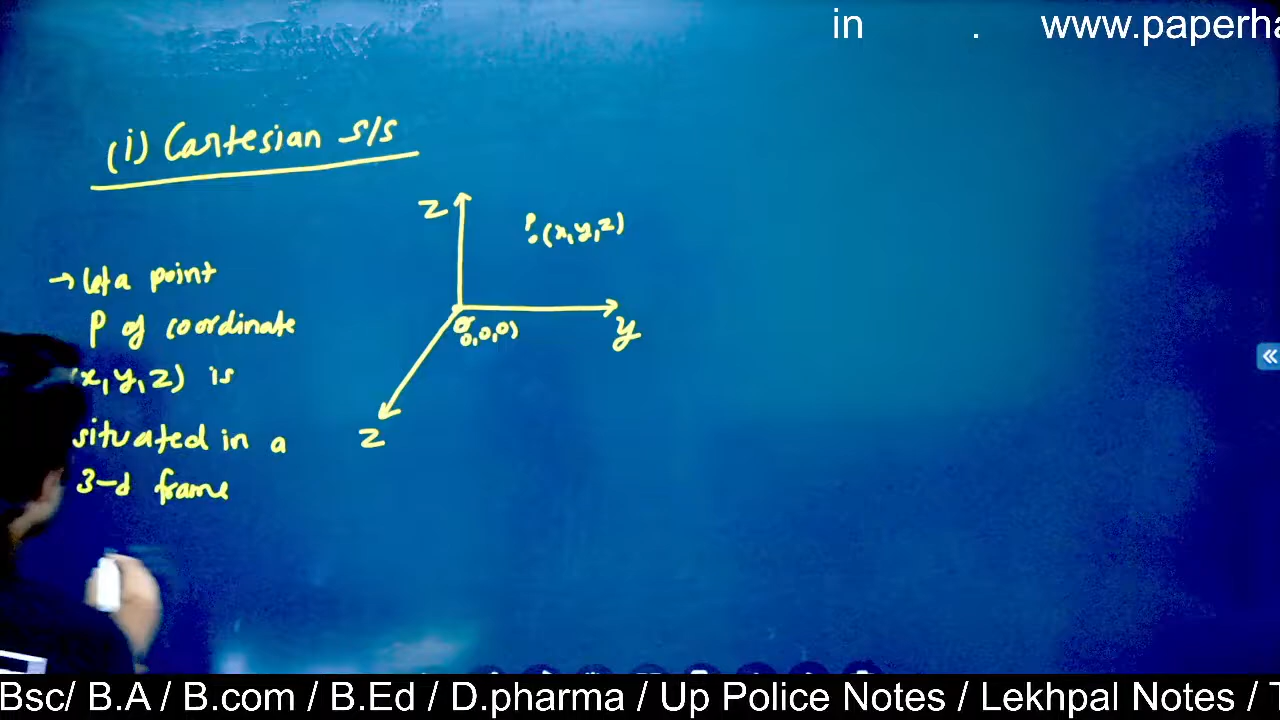 in . www.paperha
(i) Cartesian S/S
Z
P
(x,y,z)
→ let a point
P of coordinate
(x,y,z) is
situated in a
3-d frame
O
0,0,0)
y
Z
Bsc/ B.A / B.com / B.Ed / D.pharma / Up Police Notes / Lekhpal Notes / T